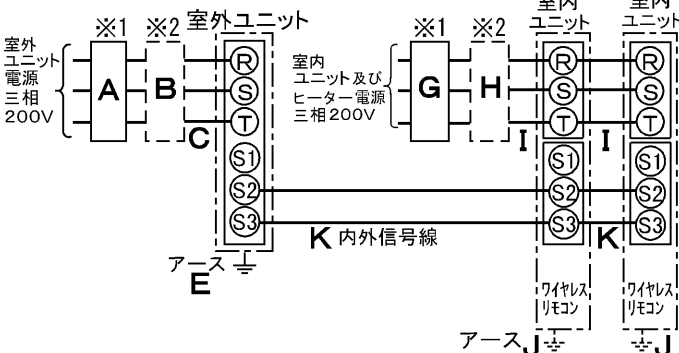 ※1
※2
室外ユニット
室外
ユニット
電源
三相
200V
A
B
C
R
S
T
S1
S2
S3
アース
E
※1
※2
室内
ユニット及び
ヒーター電源
三相200V
G
H
I
室内
ユニット
R
S
T
S1
S2
S3
I
室内
ユニット
R
S
T
S1
S2
S3
K 内外信号線
K
ワイヤレス
リモコン
ワイヤレス
リモコン
アース J
J